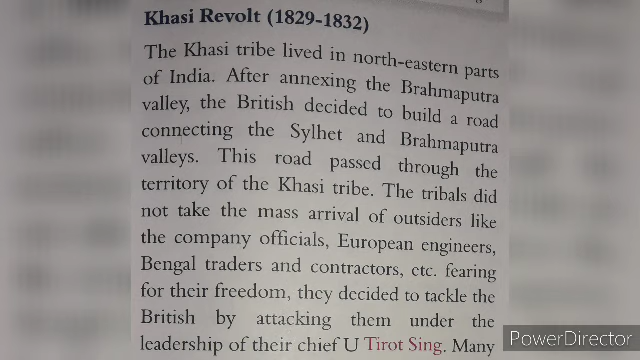 Khasi Revolt (1829-1832)
The Khasi tribe lived in north-eastern parts
of India. After annexing the Brahmaputra
valley, the British decided to build a road
connecting the Sylhet and Brahmaputra
valleys. This road passed through the
territory of the Khasi tribe. The tribals did
not take the mass arrival of outsiders like
the company officials, European engineers,
Bengal traders and contractors, etc. fearing
for their freedom, they decided to tackle the
British by attacking them under the
leadership of their chief U Tirot Sing. Many
PowerDirector